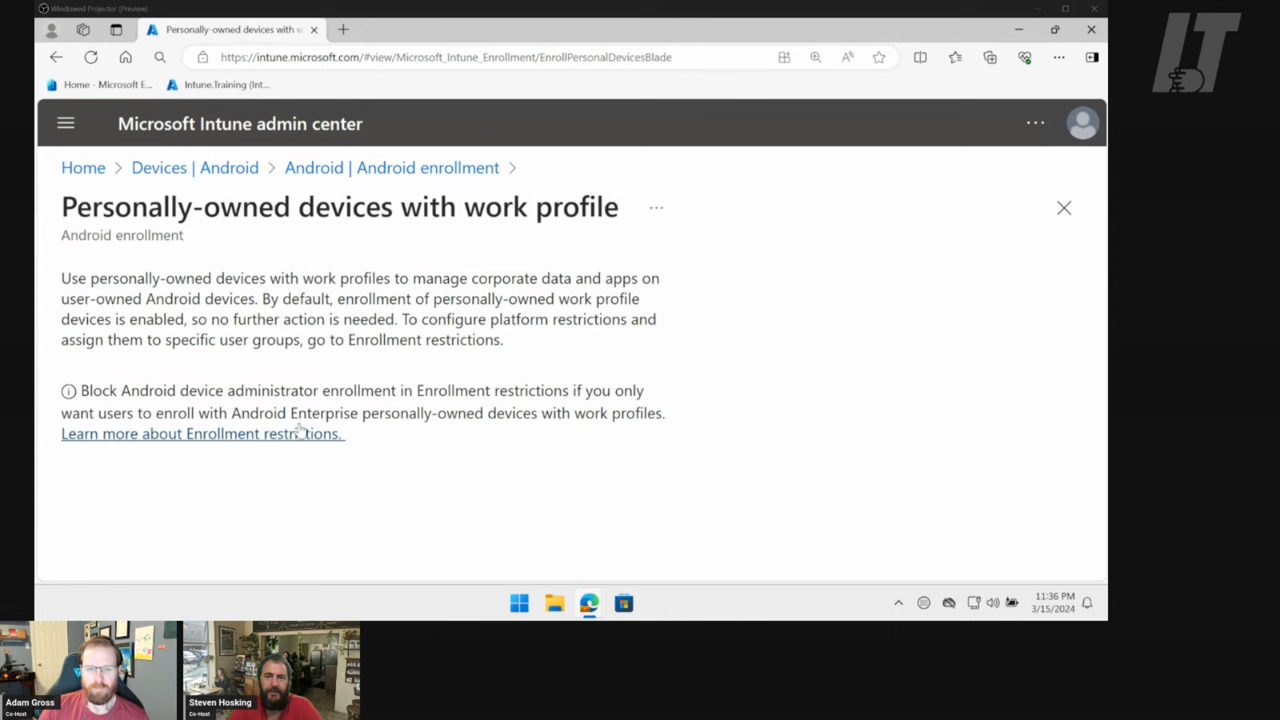 Windowed Projector (Preview)
IT
Personally-owned devices with w
https://intune.microsoft.com/#view/Microsoft_Intune_Enrollment/EnrollPersonalDevicesBlade
Home - Microsoft E...
Intune.Training (Int...
Microsoft Intune admin center
Home > Devices | Android > Android | Android enrollment >
Personally-owned devices with work profile
Android enrollment
Use personally-owned devices with work profiles to manage corporate data and apps on
user-owned Android devices. By default, enrollment of personally-owned work profile
devices is enabled, so no further action is needed. To configure platform restrictions and
assign them to specific user groups, go to Enrollment restrictions.
Block Android device administrator enrollment in Enrollment restrictions if you only
want users to enroll with Android Enterprise personally-owned devices with work profiles.
Learn more about Enrollment restrictions.
11:36 PM
3/15/2024
Adam Gross
Co-Host
Steven Hosking
Co-Host